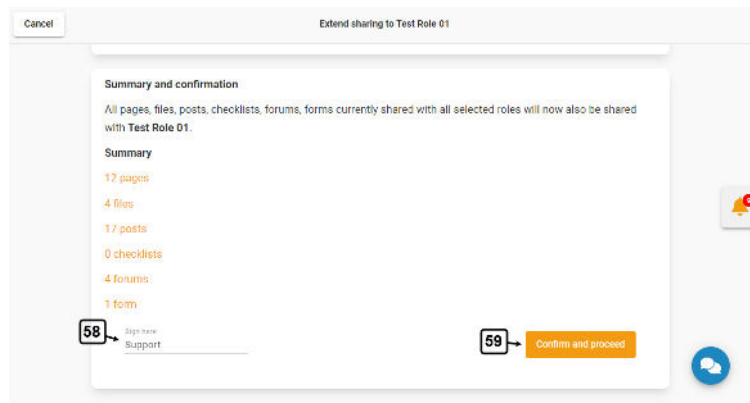 Cancel
Extend sharing to Test Role 01
Summary and confirmation
All pages, files, posts, checklists, forums, forms currently shared with all selected roles will now also be shared
with Test Role 01.
Summary
12 pages
4 files
17 posts
0 checklists
4 forums
1 form
58
Sign here
Support
59
Confirm and proceed